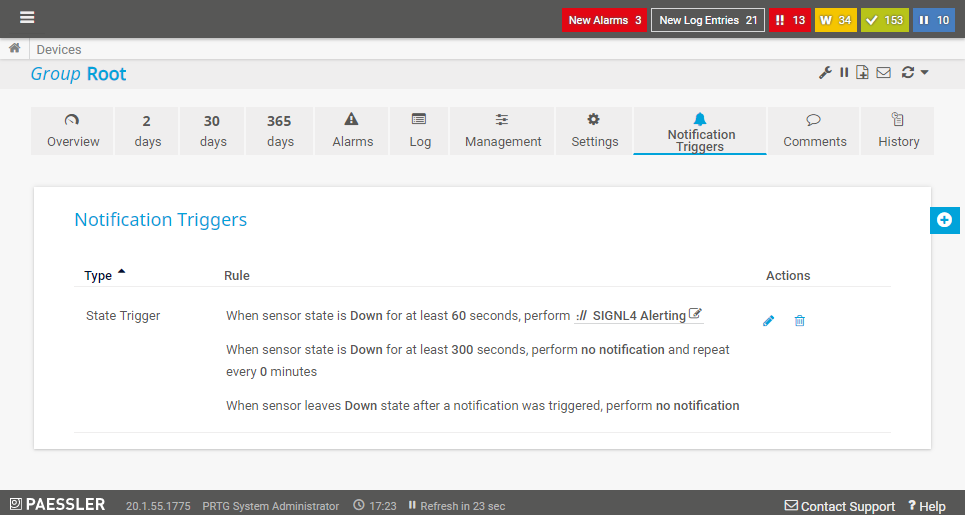 New Alarms 3 New Log Entries 21 !! 13 W 34 153 10
Devices
Group Root
Overview
2 days
30 days
365 days
Alarms
Log
Management
Settings
Notification Triggers
Comments
History
Notification Triggers
Type Rule Actions
State Trigger When sensor state is Down for at least 60 seconds, perform :// SIGNL4 Alerting
When sensor state is Down for at least 300 seconds, perform no notification and repeat
every 0 minutes
When sensor leaves Down state after a notification was triggered, perform no notification
PAESSLER 20.1.55.1775 PRTG System Administrator 17:23 Refresh in 23 sec Contact Support ? Help